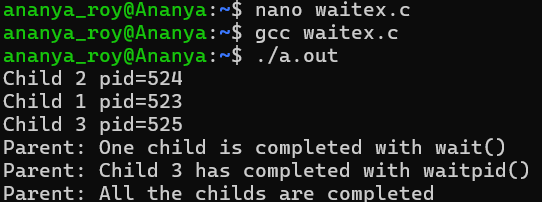 ananya_roy@Ananya:~$ nano waitex.c
ananya_roy@Ananya:~$ gcc waitex.c
ananya_roy@Ananya:~$ ./a.out
Child 2 pid=524
Child 1 pid=523
Child 3 pid=525
Parent: One child is completed with wait()
Parent: Child 3 has completed with waitpid()
Parent: All the childs are completed